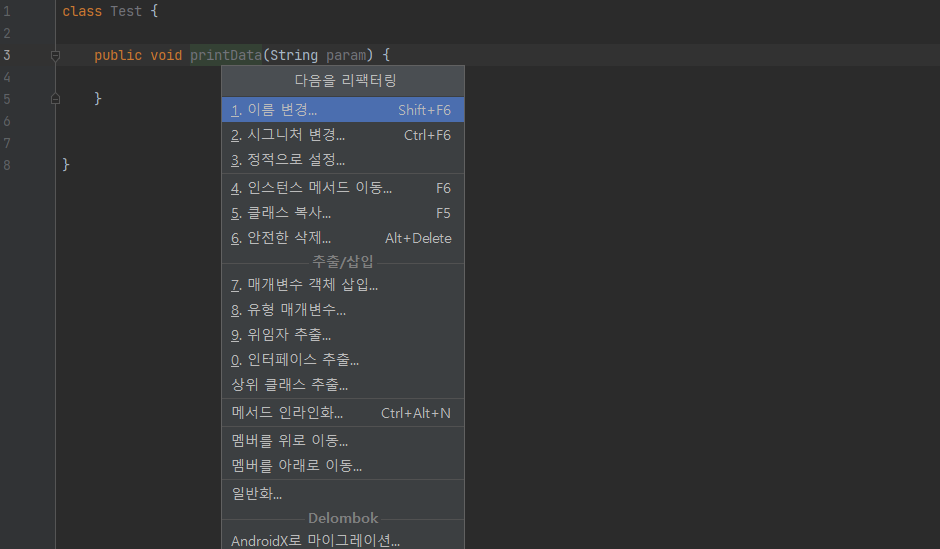 1 class Test {
2
3 public void printData(String param) {
4
5 }
6
7
8 }
다음을 리팩터링
1. 이름 변경... Shift+F6
2. 시그니처 변경... Ctrl+F6
3. 정적으로 설정...
4. 인스턴스 메서드 이동... F6
5. 클래스 복사... F5
6. 안전한 삭제... Alt+Delete
추출/삽입
7. 매개변수 객체 삽입...
8. 유형 매개변수...
9. 위임자 추출...
0. 인터페이스 추출...
상위 클래스 추출...
메서드 인라인화... Ctrl+Alt+N
멤버를 위로 이동...
멤버를 아래로 이동...
일반화...
Delombok
AndroidX로 마이그레이션...